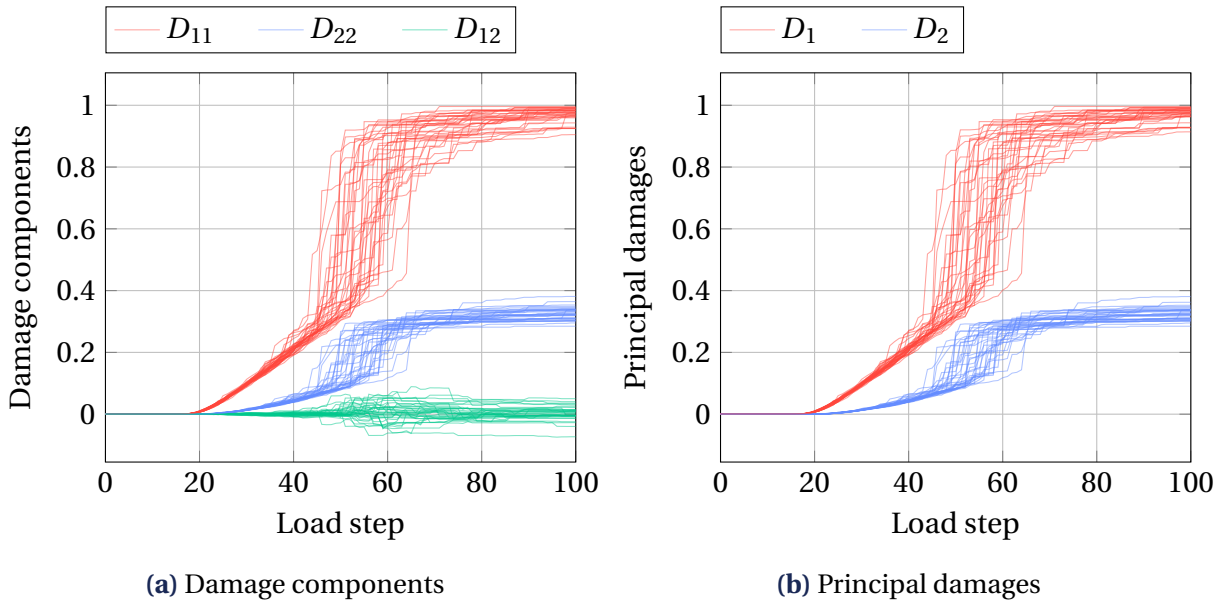 D11 D22 D12
Damage components
1
0.8
0.6
0.4
0.2
0
0 20 40 60 80 100
Load step
(a) Damage components
D1 D2
Principal damages
1
0.8
0.6
0.4
0.2
0
0 20 40 60 80 100
Load step
(b) Principal damages